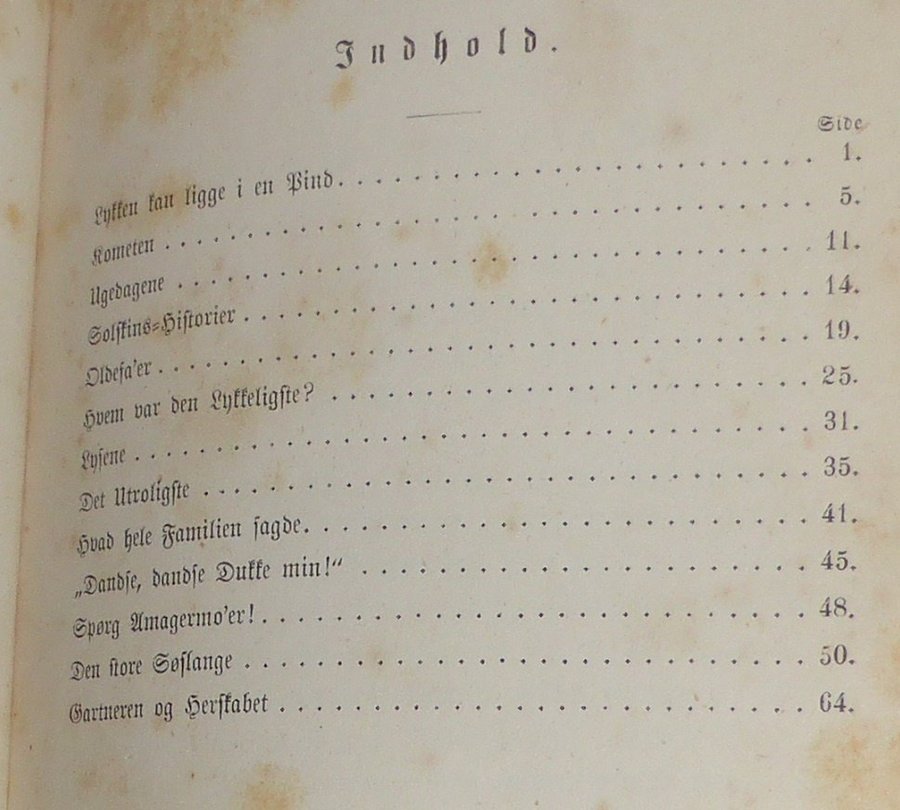 Indhold.
Side
Lykken kan ligge i en Pind. . . . . . . . . . . . . . . . . . . . . . . 1.
Kometen . . . . . . . . . . . . . . . . . . . . . . . . . . . . . 5.
Ugedagene . . . . . . . . . . . . . . . . . . . . . . . . . . . . 11.
Solskins-Historier . . . . . . . . . . . . . . . . . . . . . . . . . 14.
Oldefa'er . . . . . . . . . . . . . . . . . . . . . . . . . . . . . 19.
Hvem var den Lykkeligste? . . . . . . . . . . . . . . . . . . . . . . 25.
Lysene . . . . . . . . . . . . . . . . . . . . . . . . . . . . . . 31.
Det Utroligste . . . . . . . . . . . . . . . . . . . . . . . . . . . 35.
Hvad hele Familien sagde. . . . . . . . . . . . . . . . . . . . . . . 41.
„Dandse, dandse Dukke min!“ . . . . . . . . . . . . . . . . . . . . . 45.
Spørg Amagermo'er! . . . . . . . . . . . . . . . . . . . . . . . . . 48.
Den store Søslange . . . . . . . . . . . . . . . . . . . . . . . . . 50.
Gartneren og Herskabet . . . . . . . . . . . . . . . . . . . . . . . 64.